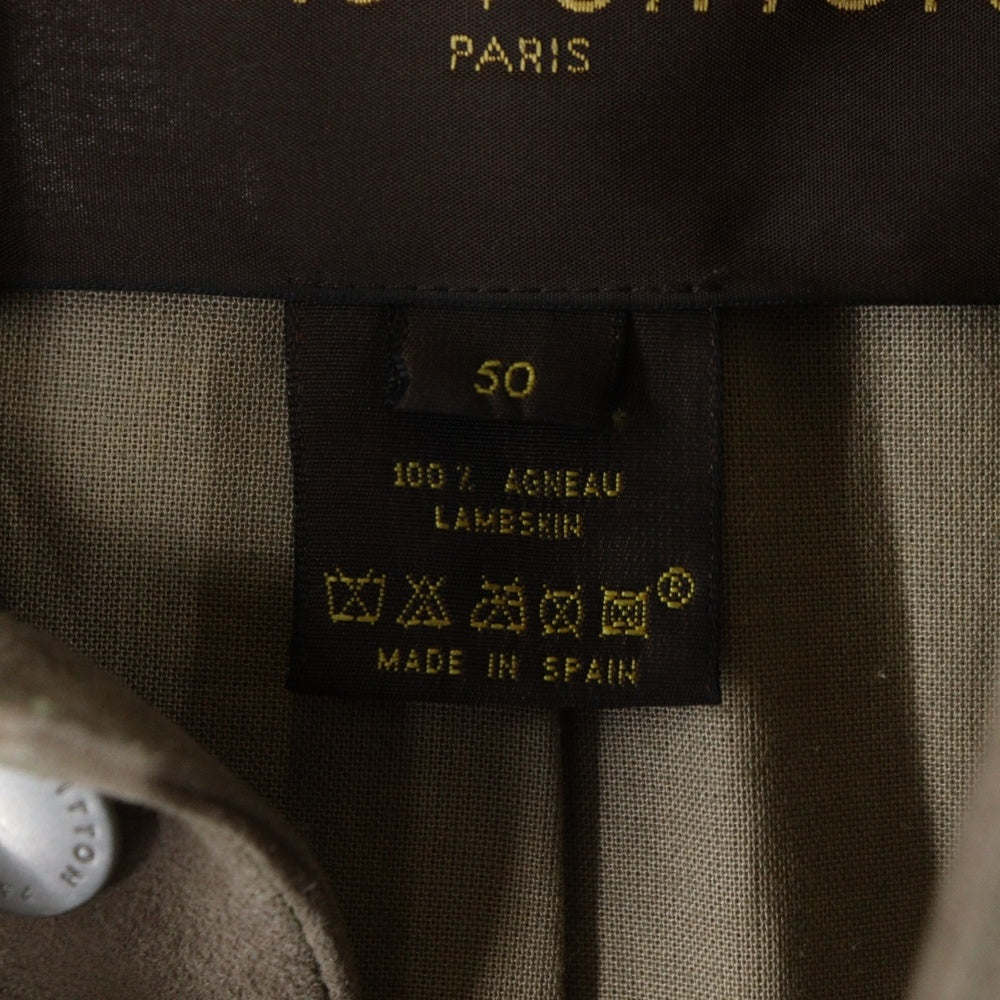 PARIS
50
100 % AGNEAU
LAMBSKIN
®
MADE IN SPAIN